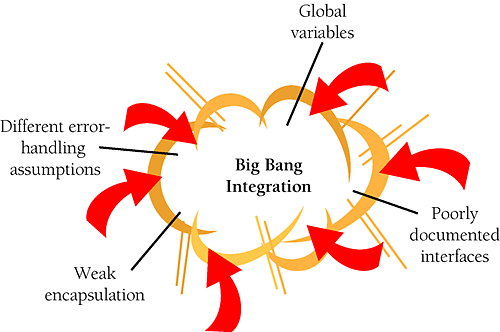 Global
variables
Different error-
handling
assumptions
Big Bang
Integration
Poorly
documented
interfaces
Weak
encapsulation